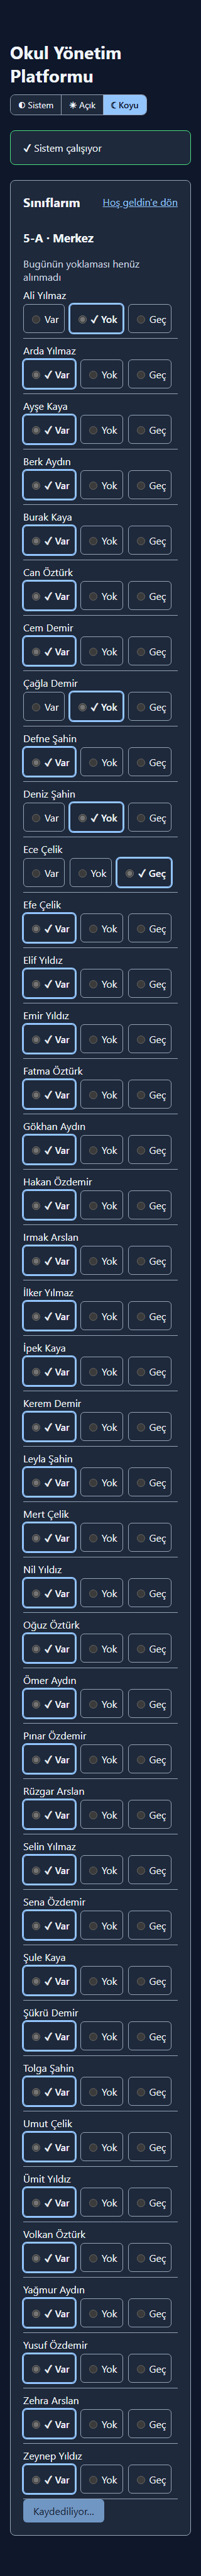 Okul Yönetim
Platformu
Sistem Açık Koyu
✓ Sistem çalışıyor
Sınıflarım Hoş geldin'e dön
5-A · Merkez
Bugünün yoklaması henüz
alınmadı
Ali Yılmaz
Var ✓ Yok Geç
Arda Yılmaz
✓ Var Yok Geç
Ayşe Kaya
✓ Var Yok Geç
Berk Aydın
✓ Var Yok Geç
Burak Kaya
✓ Var Yok Geç
Can Öztürk
✓ Var Yok Geç
Cem Demir
✓ Var Yok Geç
Çağla Demir
Var ✓ Yok Geç
Defne Şahin
✓ Var Yok Geç
Deniz Şahin
Var ✓ Yok Geç
Ece Çelik
Var Yok ✓ Geç
Efe Çelik
✓ Var Yok Geç
Elif Yıldız
✓ Var Yok Geç
Emir Yıldız
✓ Var Yok Geç
Fatma Öztürk
✓ Var Yok Geç
Gökhan Aydın
✓ Var Yok Geç
Hakan Özdemir
✓ Var Yok Geç
Irmak Arslan
✓ Var Yok Geç
İlker Yılmaz
✓ Var Yok Geç
İpek Kaya
✓ Var Yok Geç
Kerem Demir
✓ Var Yok Geç
Leyla Şahin
✓ Var Yok Geç
Mert Çelik
✓ Var Yok Geç
Nil Yıldız
✓ Var Yok Geç
Oğuz Öztürk
✓ Var Yok Geç
Ömer Aydın
✓ Var Yok Geç
Pınar Özdemir
✓ Var Yok Geç
Rüzgar Arslan
✓ Var Yok Geç
Selin Yılmaz
✓ Var Yok Geç
Sena Özdemir
✓ Var Yok Geç
Şule Kaya
✓ Var Yok Geç
Şükrü Demir
✓ Var Yok Geç
Tolga Şahin
✓ Var Yok Geç
Umut Çelik
✓ Var Yok Geç
Ümit Yıldız
✓ Var Yok Geç
Volkan Öztürk
✓ Var Yok Geç
Yağmur Aydın
✓ Var Yok Geç
Yusuf Özdemir
✓ Var Yok Geç
Zehra Arslan
✓ Var Yok Geç
Zeynep Yıldız
✓ Var Yok Geç
Kaydediliyor...